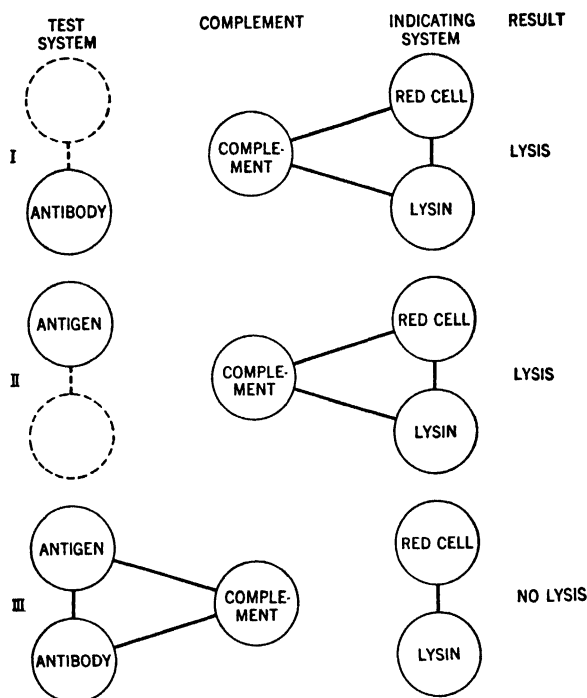 TEST
SYSTEM
COMPLEMENT
INDICATING
SYSTEM
RESULT
I
ANTIBODY
COMPLE-
MENT
RED CELL
LYSIN
LYSIS
II
ANTIGEN
COMPLE-
MENT
RED CELL
LYSIN
LYSIS
III
ANTIGEN
ANTIBODY
COMPLE-
MENT
RED CELL
LYSIN
NO LYSIS